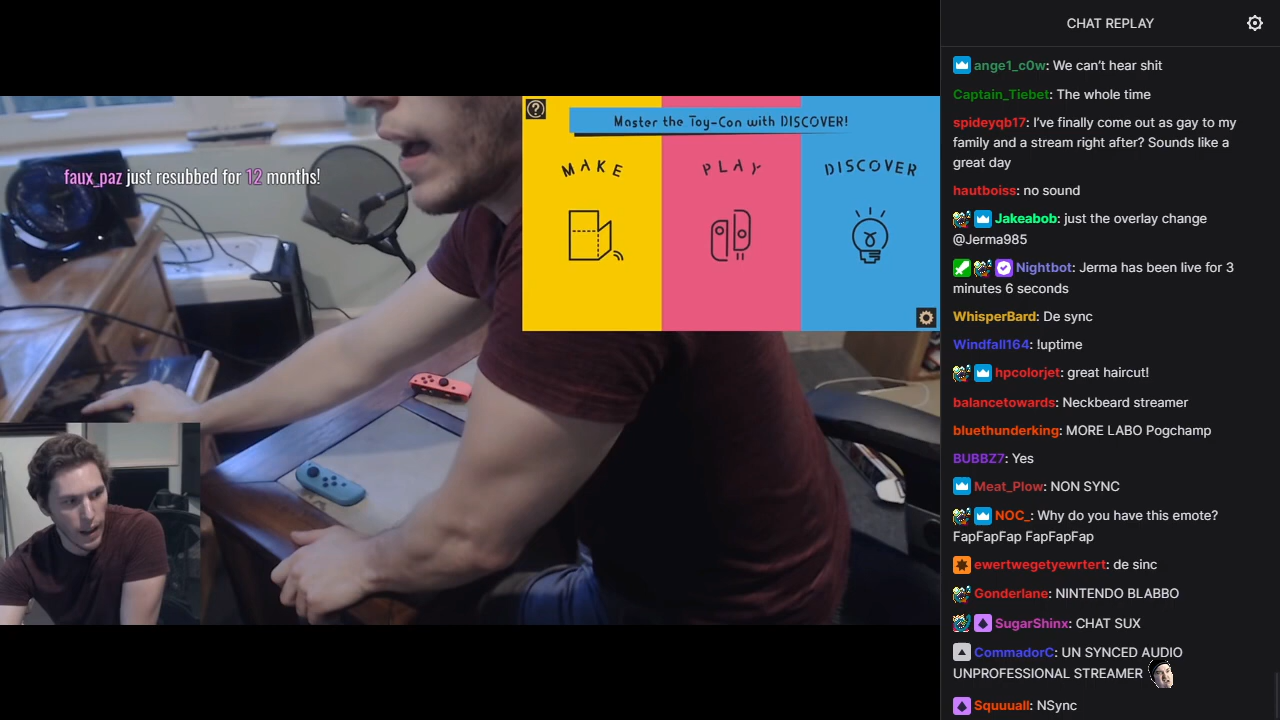 CHAT REPLAY
ange1_c0w: We can't hear shit
Captain_Tiebet: The whole time
spideyqb17: I've finally come out as gay to my
family and a stream right after? Sounds like a
great day
hautboiss: no sound
Jakeabob: just the overlay change
@Jerma985
Nightbot: Jerma has been live for 3
minutes 6 seconds
WhisperBard: De sync
Windfall164: !uptime
hpcolorjet: great haircut!
balancetowards: Neckbeard streamer
bluethunderking: MORE LABO Pogchamp
BUBBZ7: Yes
Meat_Plow: NON SYNC
NOC_: Why do you have this emote?
FapFapFap FapFapFap
ewertwegetyewrtert: de sinc
Gonderlane: NINTENDO BLABBO
SugarShinx: CHAT SUX
CommadorC: UN SYNCED AUDIO
UNPROFESSIONAL STREAMER
Squuuall: NSync
faux_paz just resubbed for 12 months!
?
Master the Toy-Con with DISCOVER!
MAKE
PLAY
DISCOVER